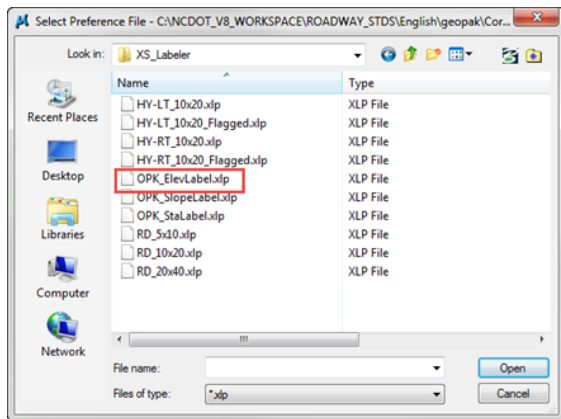 Select Preference File - C:\NCDOT_V8_WORKSPACE\ROADWAY_STDS\English\geopak\Cor...
Look in: XS_Labeler
Name Type
Recent Places
Desktop
Libraries
Computer
Network
HY-LT_10x20.xlp XLP File
HY-LT_10x20_Flagged.xlp XLP File
HY-RT_10x20.xlp XLP File
HY-RT_10x20_Flagged.xlp XLP File
OPK_ElevLabel.xlp XLP File
OPK_SlopeLabel.xlp XLP File
OPK_StaLabel.xlp XLP File
RD_5x10.xlp XLP File
RD_10x20.xlp XLP File
RD_20x40.xlp XLP File
File name: Open
Files of type: *.xlp Cancel